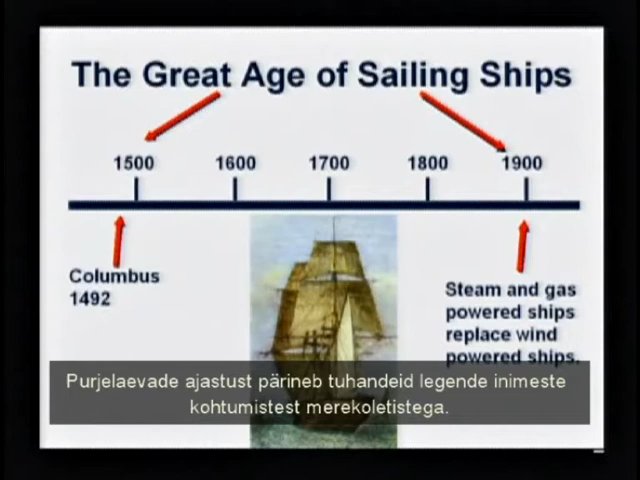 The Great Age of Sailing Ships
1500 1600 1700 1800 1900
Columbus
1492
Steam and gas
powered ships
replace wind
powered ships.
Purjelaevade ajastust pärineb tuhandeid legende inimeste
kohtumistest merekoletistega.